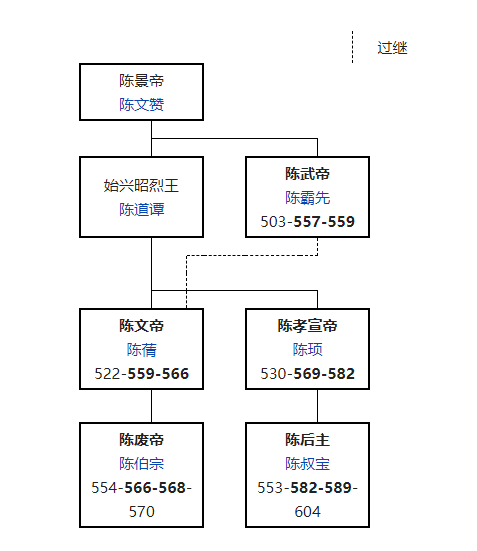 过继
陈景帝
陈文赞
始兴昭烈王
陈道谭
陈武帝
陈霸先
503-557-559
陈文帝
陈蒨
522-559-566
陈孝宣帝
陈顼
530-569-582
陈废帝
陈伯宗
554-566-568-
570
陈后主
陈叔宝
553-582-589-
604